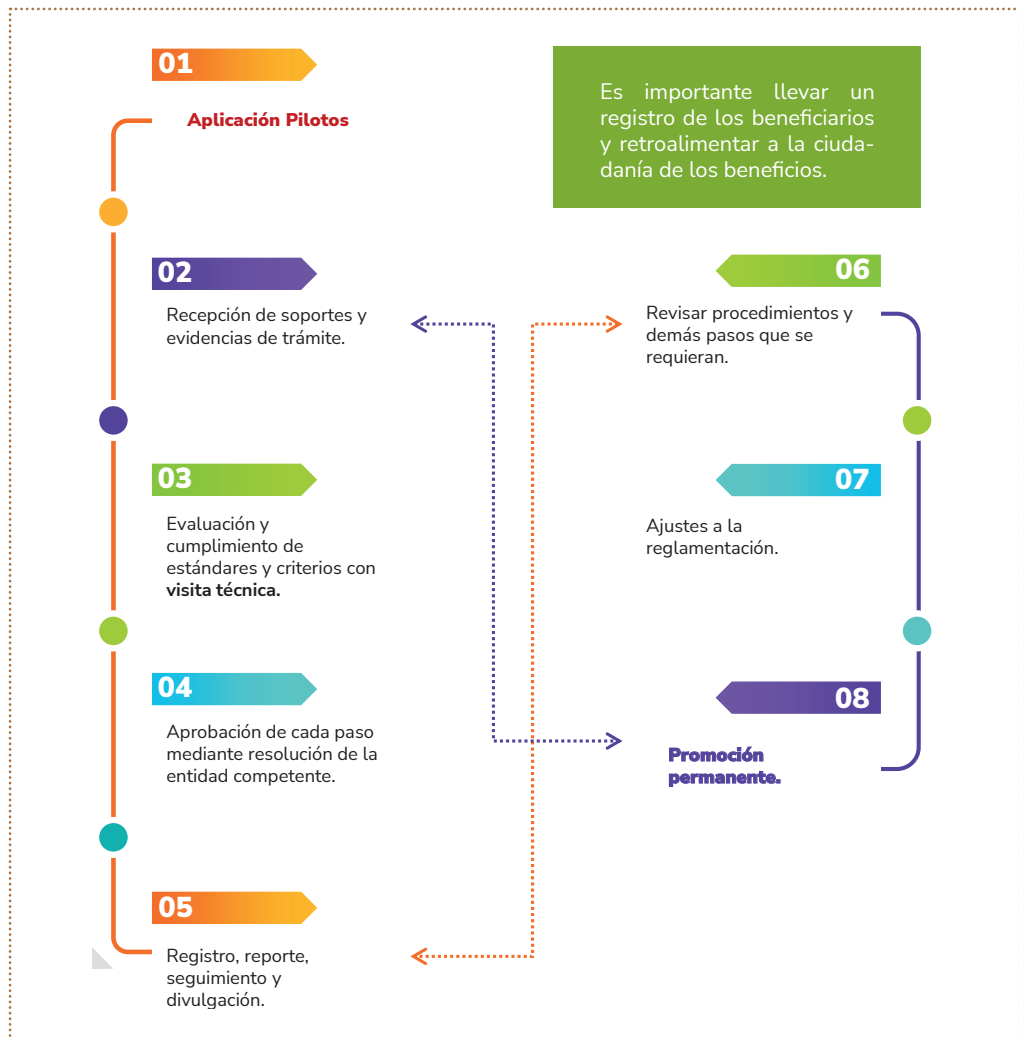 01
Aplicación Pilotos
02
Recepción de soportes y
evidencias de trámite.
03
Evaluación y
cumplimiento de
estándares y criterios con
visita técnica.
04
Aprobación de cada paso
mediante resolución de la
entidad competente.
05
Registro, reporte,
seguimiento y
divulgación.
Es importante llevar un
registro de los beneficiarios
y retroalimentar a la ciuda-
danía de los beneficios.
06
Revisar procedimientos y
demás pasos que se
requieran.
07
Ajustes a la
reglamentación.
08
Promoción
permanente.